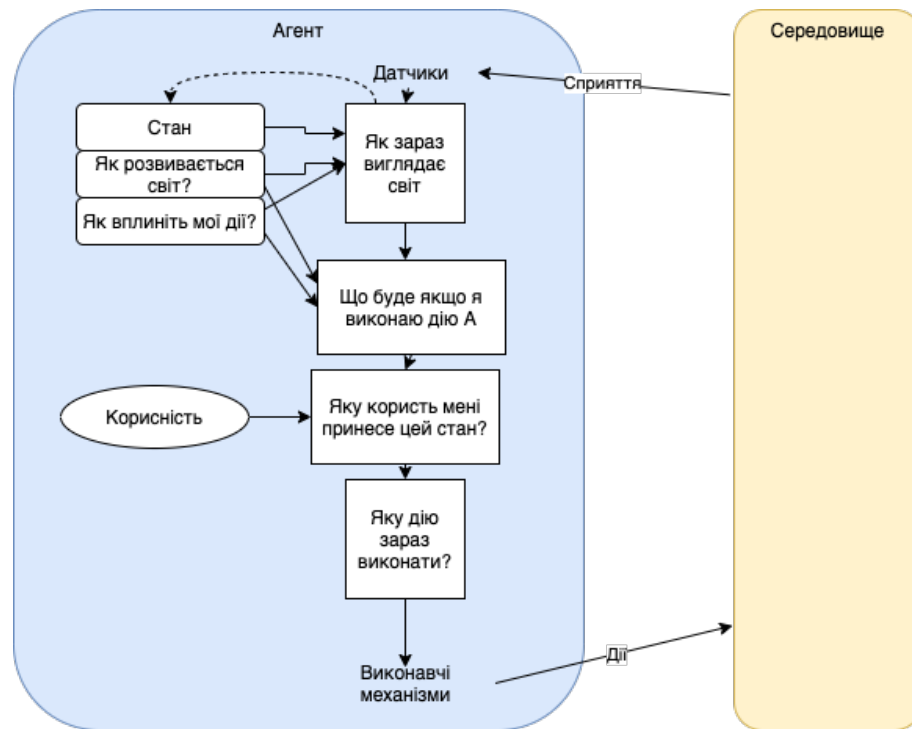 Агент
Середовище
Датчики
Сприяття
Стан
Як розвивається
світ?
Як вплиніть мої дії?
Як зараз
виглядає
світ
Що буде якщо я
виконаю дію А
Корисність
Яку користь мені
принесе цей стан?
Яку дію
зараз
виконати?
Дії
Виконавчі
механізми